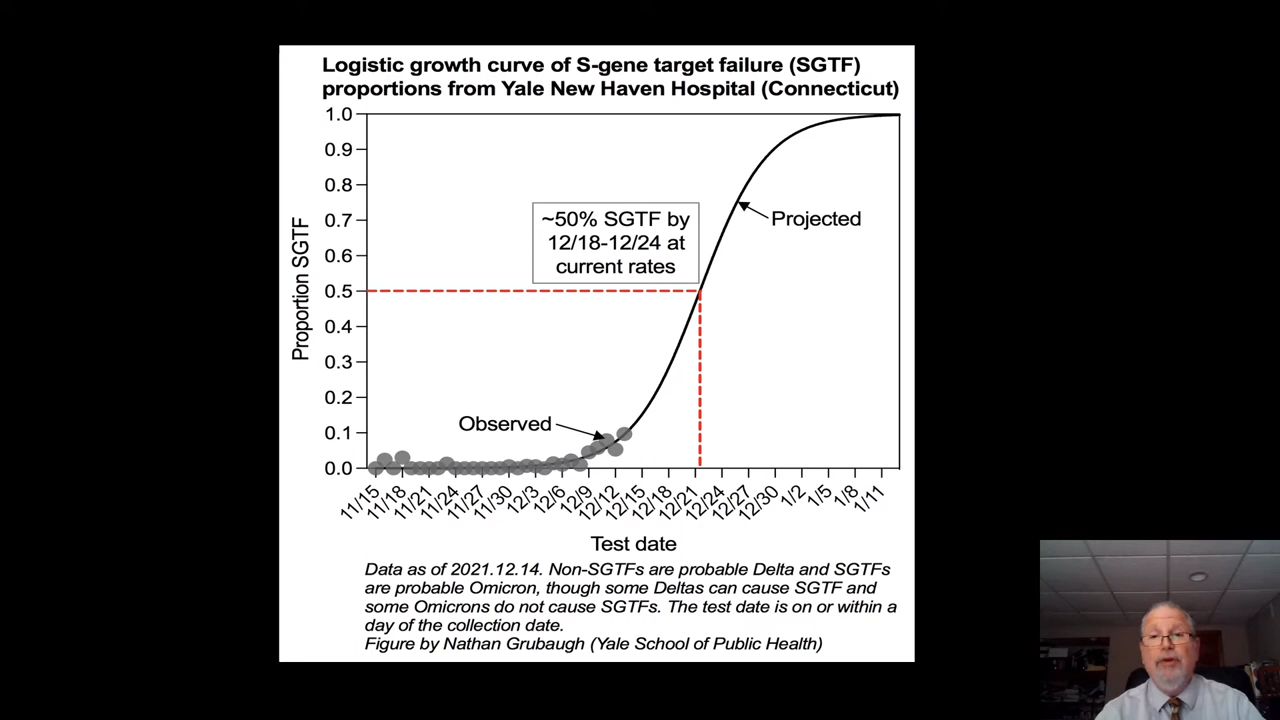 Logistic growth curve of S-gene target failure (SGTF)
proportions from Yale New Haven Hospital (Connecticut)
1.0
0.9
0.8
0.7
0.6
0.5
0.4
0.3
0.2
0.1
0.0
Proportion SGTF
~50% SGTF by
12/18-12/24 at
current rates
Projected
Observed
11/15
11/18
11/21
11/24
11/27
11/30
12/3
12/6
12/9
12/12
12/15
12/18
12/21
12/24
12/27
12/30
1/2
1/5
1/8
1/11
Test date
Data as of 2021.12.14. Non-SGTFs are probable Delta and SGTFs
are probable Omicron, though some Deltas can cause SGTF and
some Omicrons do not cause SGTFs. The test date is on or within a
day of the collection date.
Figure by Nathan Grubaugh (Yale School of Public Health)